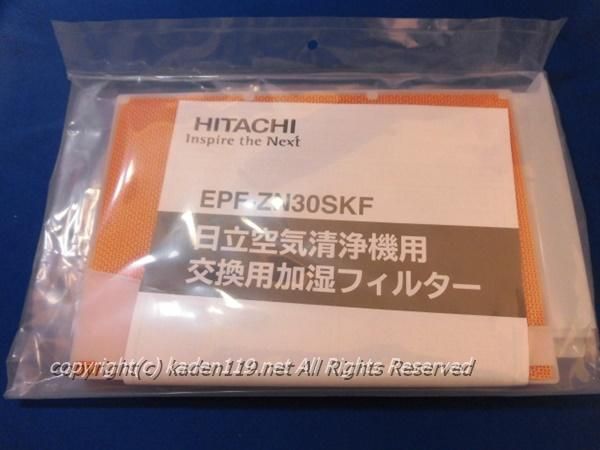 HITACHI
Inspire the Next
EPF-ZN30SKF
日立空気清浄機用
交換用加湿フィルター
copyright(c) kaden119.net All Rights Reserved